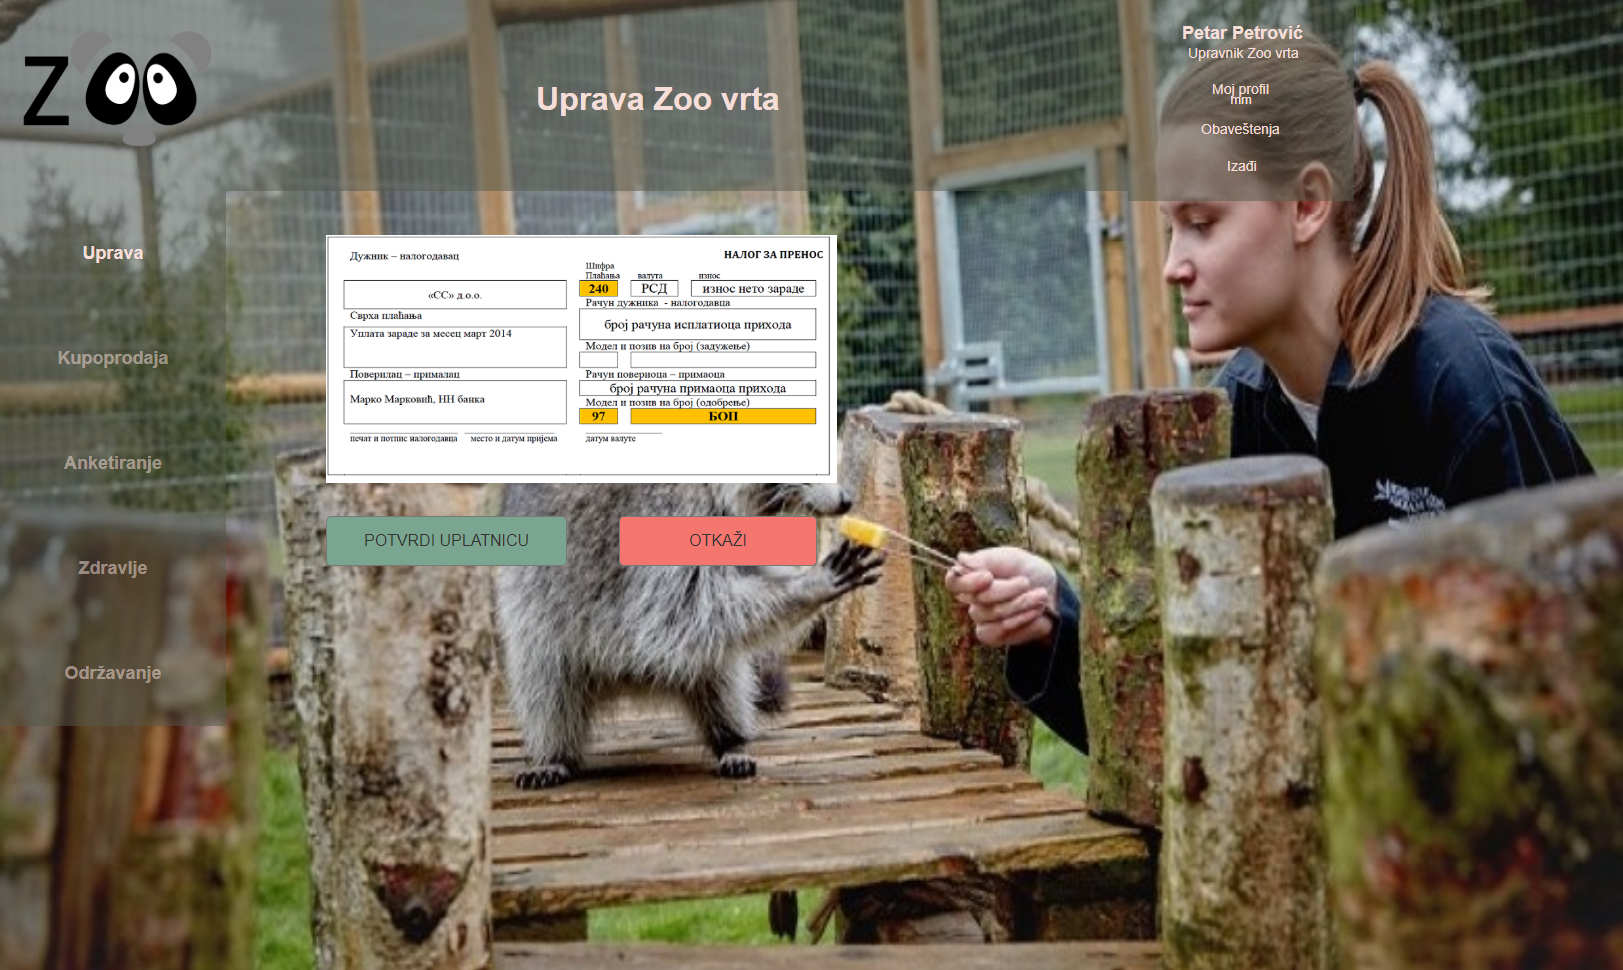 ZOO
Uprava Zoo vrta
Petar Petrović
Upravnik Zoo vrta
Moj profil
mm
Obaveštenja
Izađi
Uprava
Kupoprodaja
Anketiranje
Zdravlje
Održavanje
Дужник – налогодавац
НАЛОГ ЗА ПРЕНОС
Шифра
Плаћања валута износ
«СС» д.о.о.
240 РСД износ нето зараде
Рачун дужника - налогодавца
Сврха плаћања
број рачуна исплатиоца прихода
Уплата зараде за месец март 2014
Модел и позив на број (задужење)
Поверилац – прималац
Рачун повериоца – примаоца
број рачуна примаоца прихода
Марко Марковић, НН банка
Модел и позив на број (одобрење)
97 БОП
печат и потпис налогодавца место и датум пријема датум валуте
POTVRDI UPLATNICU
OTKAŽI